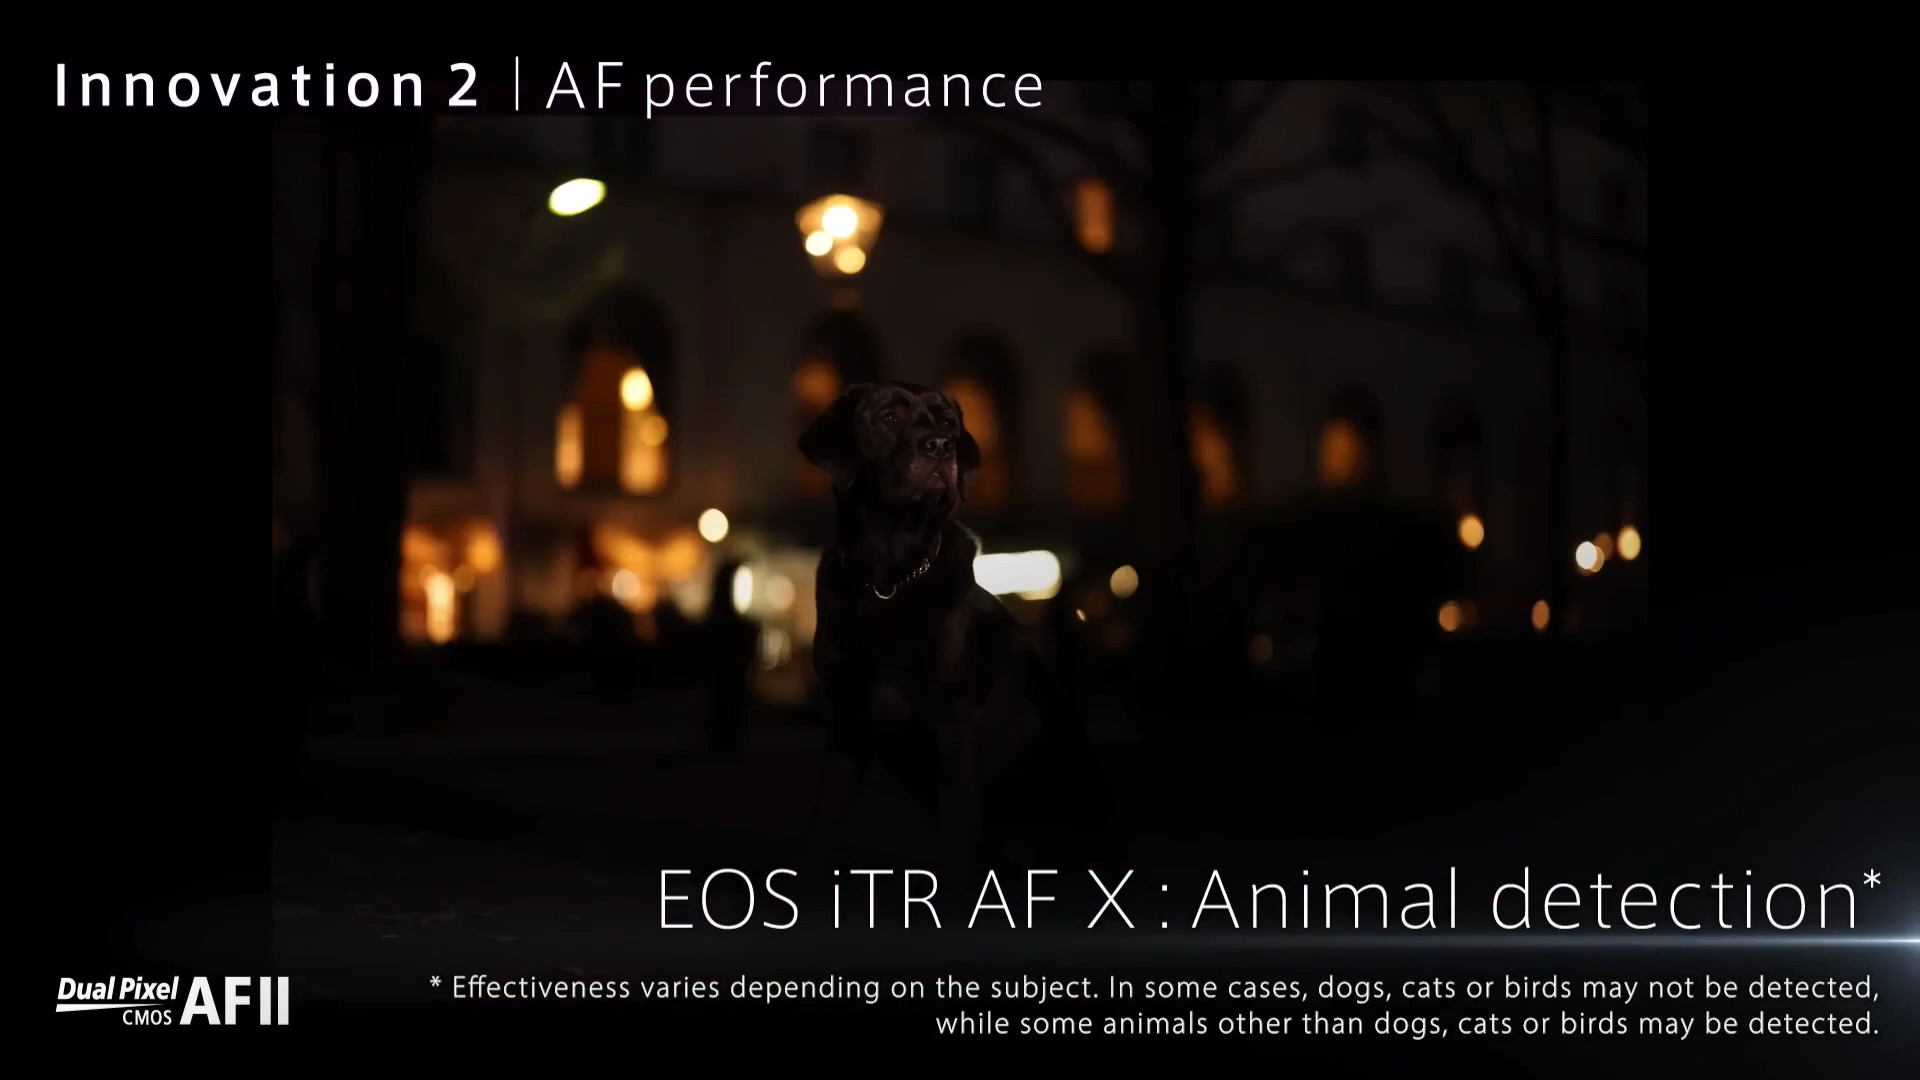 Innovation 2 | AF performance
EOS iTR AF X : Animal detection*
Dual Pixel
CMOS AF II
* Effectiveness varies depending on the subject. In some cases, dogs, cats or birds may not be detected,
while some animals other than dogs, cats or birds may be detected.